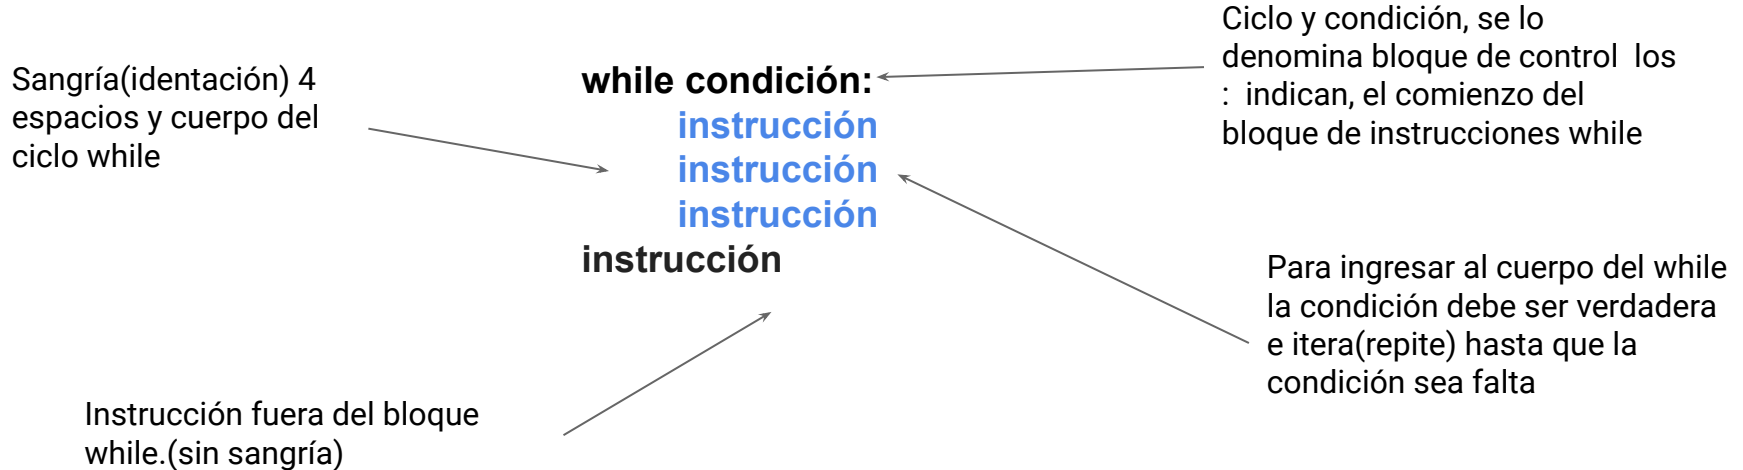 Sangría(identación) 4
espacios y cuerpo del
ciclo while
while condición:
instrucción
instrucción
instrucción
instrucción
Ciclo y condición, se lo
denomina bloque de control  los
:  indican, el comienzo del
bloque de instrucciones while
Para ingresar al cuerpo del while
la condición debe ser verdadera
e itera(repite) hasta que la
condición sea falta
Instrucción fuera del bloque
while.(sin sangría)